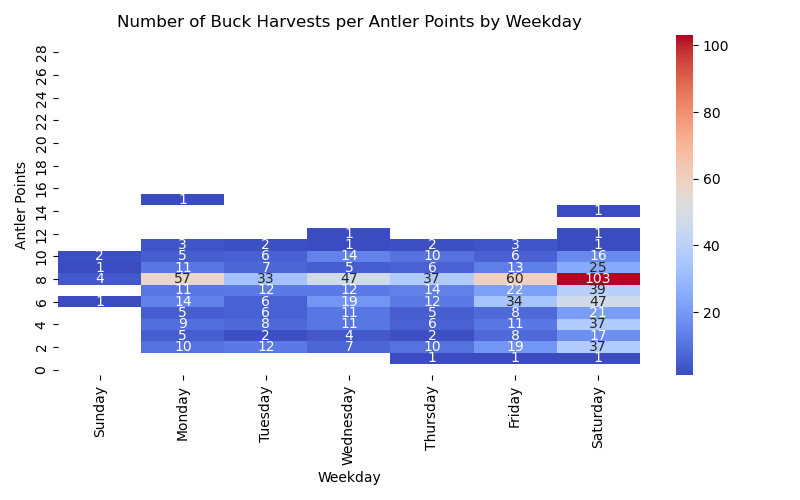 Number of Buck Harvests per Antler Points by Weekday
28
26
24
22
20
18
16
14
12
10
8
6
4
2
0
Antler Points
1
1
1 1
3 2 1 2 3 1
2 5 6 14 10 6 16
1 11 7 5 6 13 25
4 57 33 47 37 60 103
11 12 12 14 22 39
1 14 6 19 12 34 47
5 6 11 5 8 21
9 8 11 6 11 37
5 2 4 2 8 17
10 12 7 10 19 37
1 1 1
Sunday
Monday
Tuesday
Wednesday
Thursday
Friday
Saturday
Weekday
100
80
60
40
20